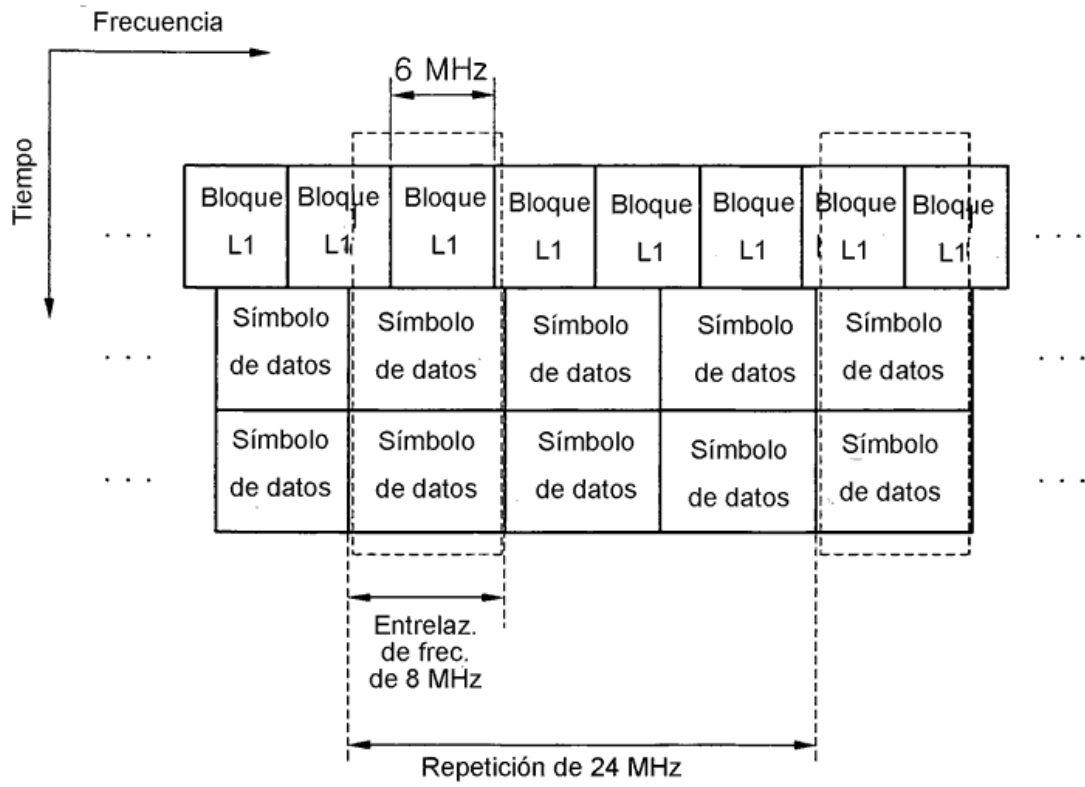 Frecuencia
6 MHz
Tiempo
Bloque Bloque Bloque Bloque Bloque Bloque Bloque Bloque
L1 L1 L1 L1 L1 L1 L1 L1
. . . . . .
Símbolo Símbolo Símbolo Símbolo Símbolo
de datos de datos de datos de datos de datos
. . . . . .
Símbolo Símbolo Símbolo Símbolo Símbolo
de datos de datos de datos de datos de datos
. . . . . .
Entrelaz.
de frec.
de 8 MHz
Repetición de 24 MHz